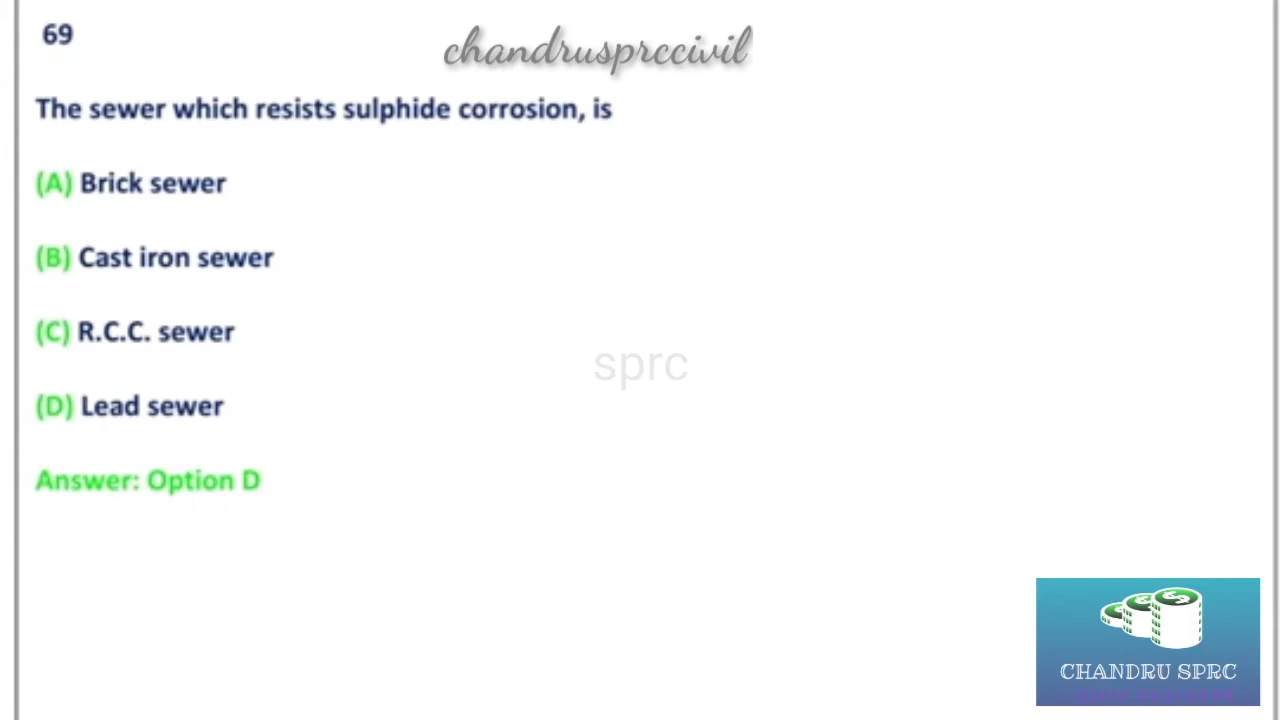 69
chandrusprccivil
The sewer which resists sulphide corrosion, is
(A) Brick sewer
(B) Cast iron sewer
(C) R.C.C. sewer
sprc
(D) Lead sewer
Answer: Option D
CHANDRU SPRC